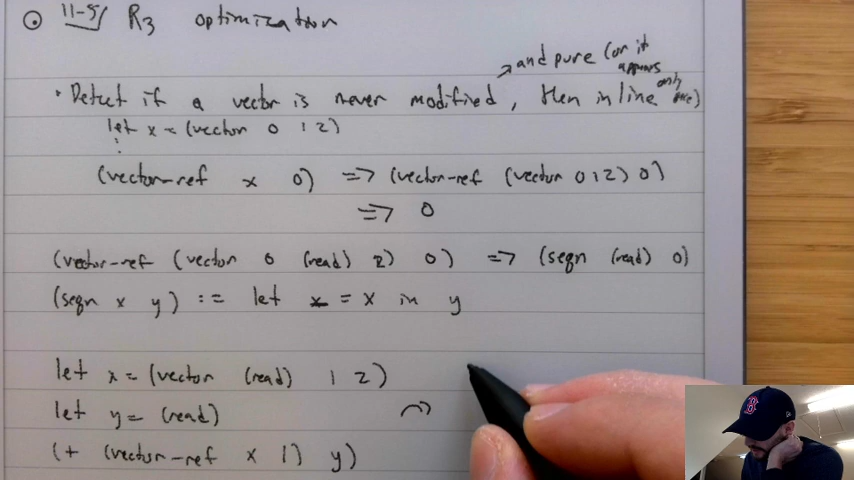 ⊙ 11-5/ R3 optimization
→ and pure (or it appears only once)
• Detect if a vector is never modified, then inline
let x = (vector 0 1 2)
⋮
(vector-ref x 0) => (vector-ref (vector 0 1 2) 0)
=> 0
(vector-ref (vector 0 (read) 2) 0) => (seqn (read) 0)
(seqn x y) := let _ = x in y
let x = (vector (read) 1 2)
let y = (read) ⤳
(+ (vector-ref x 1) y)
B